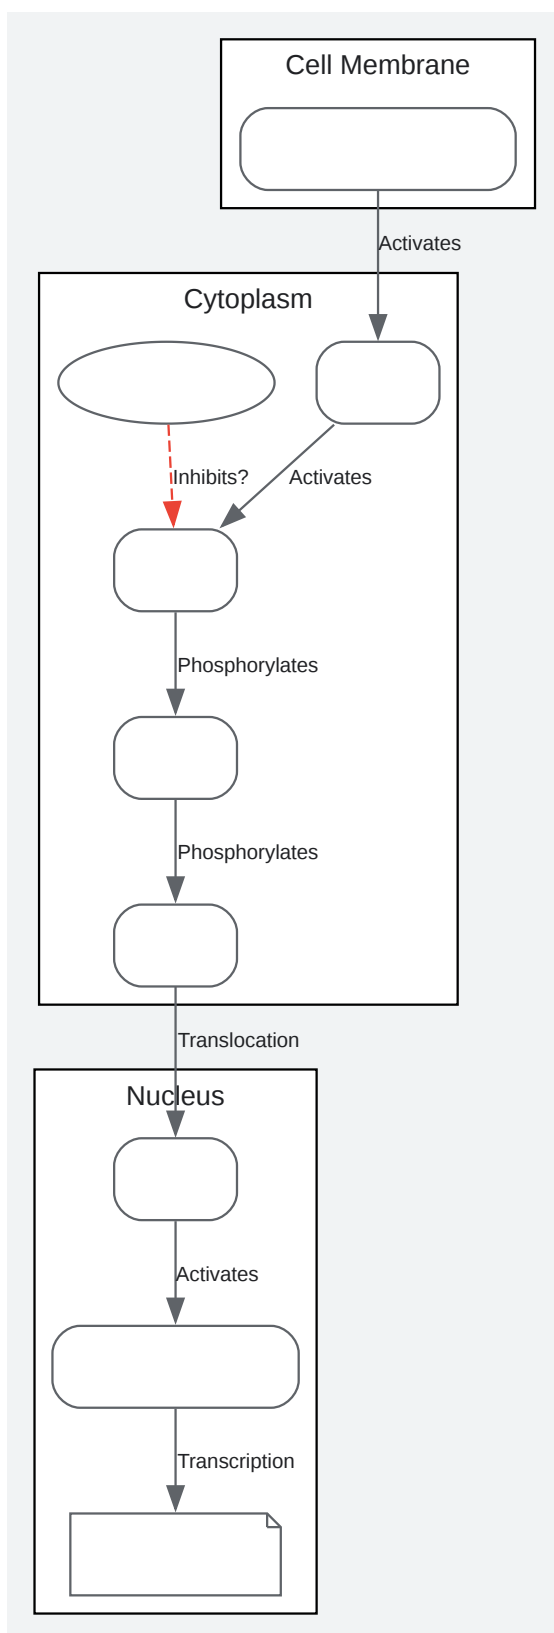 Cell Membrane
Activates
Cytoplasm
Inhibits?
Activates
Phosphorylates
Phosphorylates
Translocation
Nucleus
Activates
Transcription